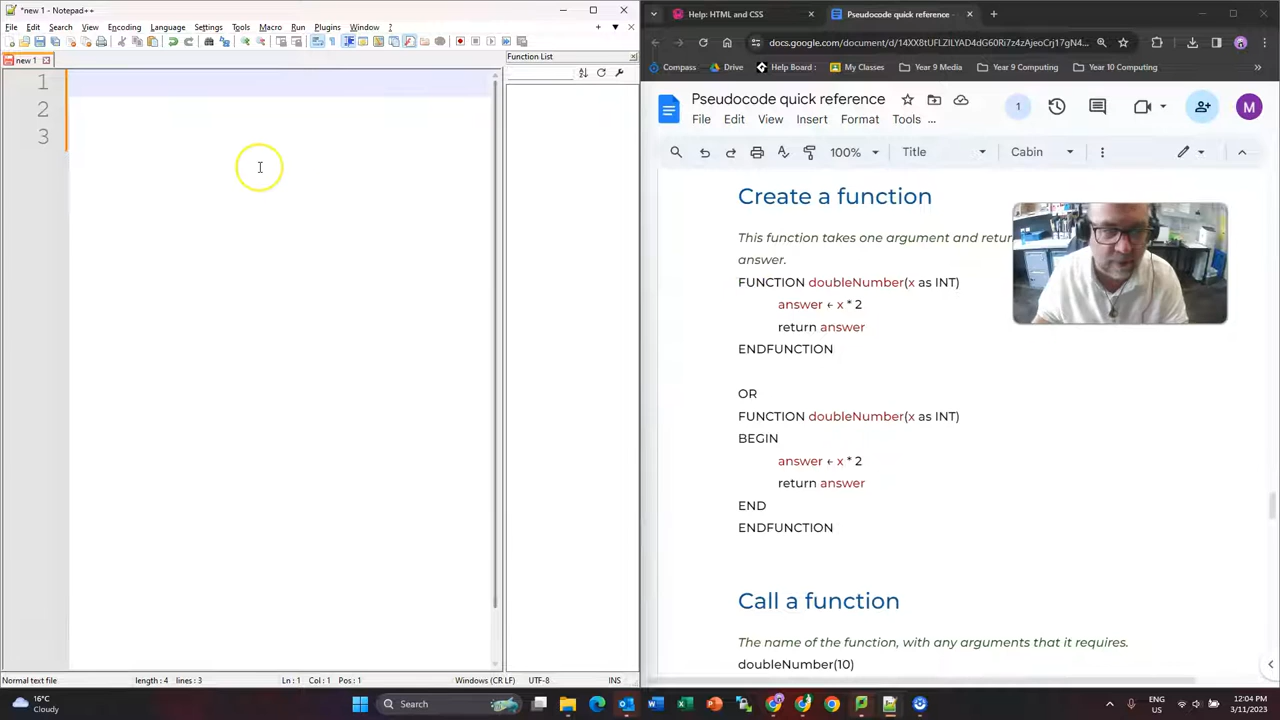 *new 1 - Notepad++
File Edit Search View Encoding Language Settings Tools Macro Run Plugins Window ?
new 1
1
2
3
Function List
Normal text file
length : 4 lines : 3
Ln : 1 Col : 1 Pos : 1
Windows (CR LF)
UTF-8
INS
Help: HTML and CSS
Pseudocode quick reference -
docs.google.com/document/d/14XX8tUFLZILYAD4dG60Ri7z4zAjeoCrj17gN4...
Compass Drive Help Board : My Classes Year 9 Media Year 9 Computing Year 10 Computing »
Pseudocode quick reference
1
M
File Edit View Insert Format Tools ...
100% Title Cabin
Create a function
This function takes one argument and retur
answer.
FUNCTION doubleNumber(x as INT)
answer ← x * 2
return answer
ENDFUNCTION
OR
FUNCTION doubleNumber(x as INT)
BEGIN
answer ← x * 2
return answer
END
ENDFUNCTION
Call a function
The name of the function, with any arguments that it requires.
doubleNumber(10)
16°C
Cloudy
Search
ENG
US
12:04 PM
3/11/2023